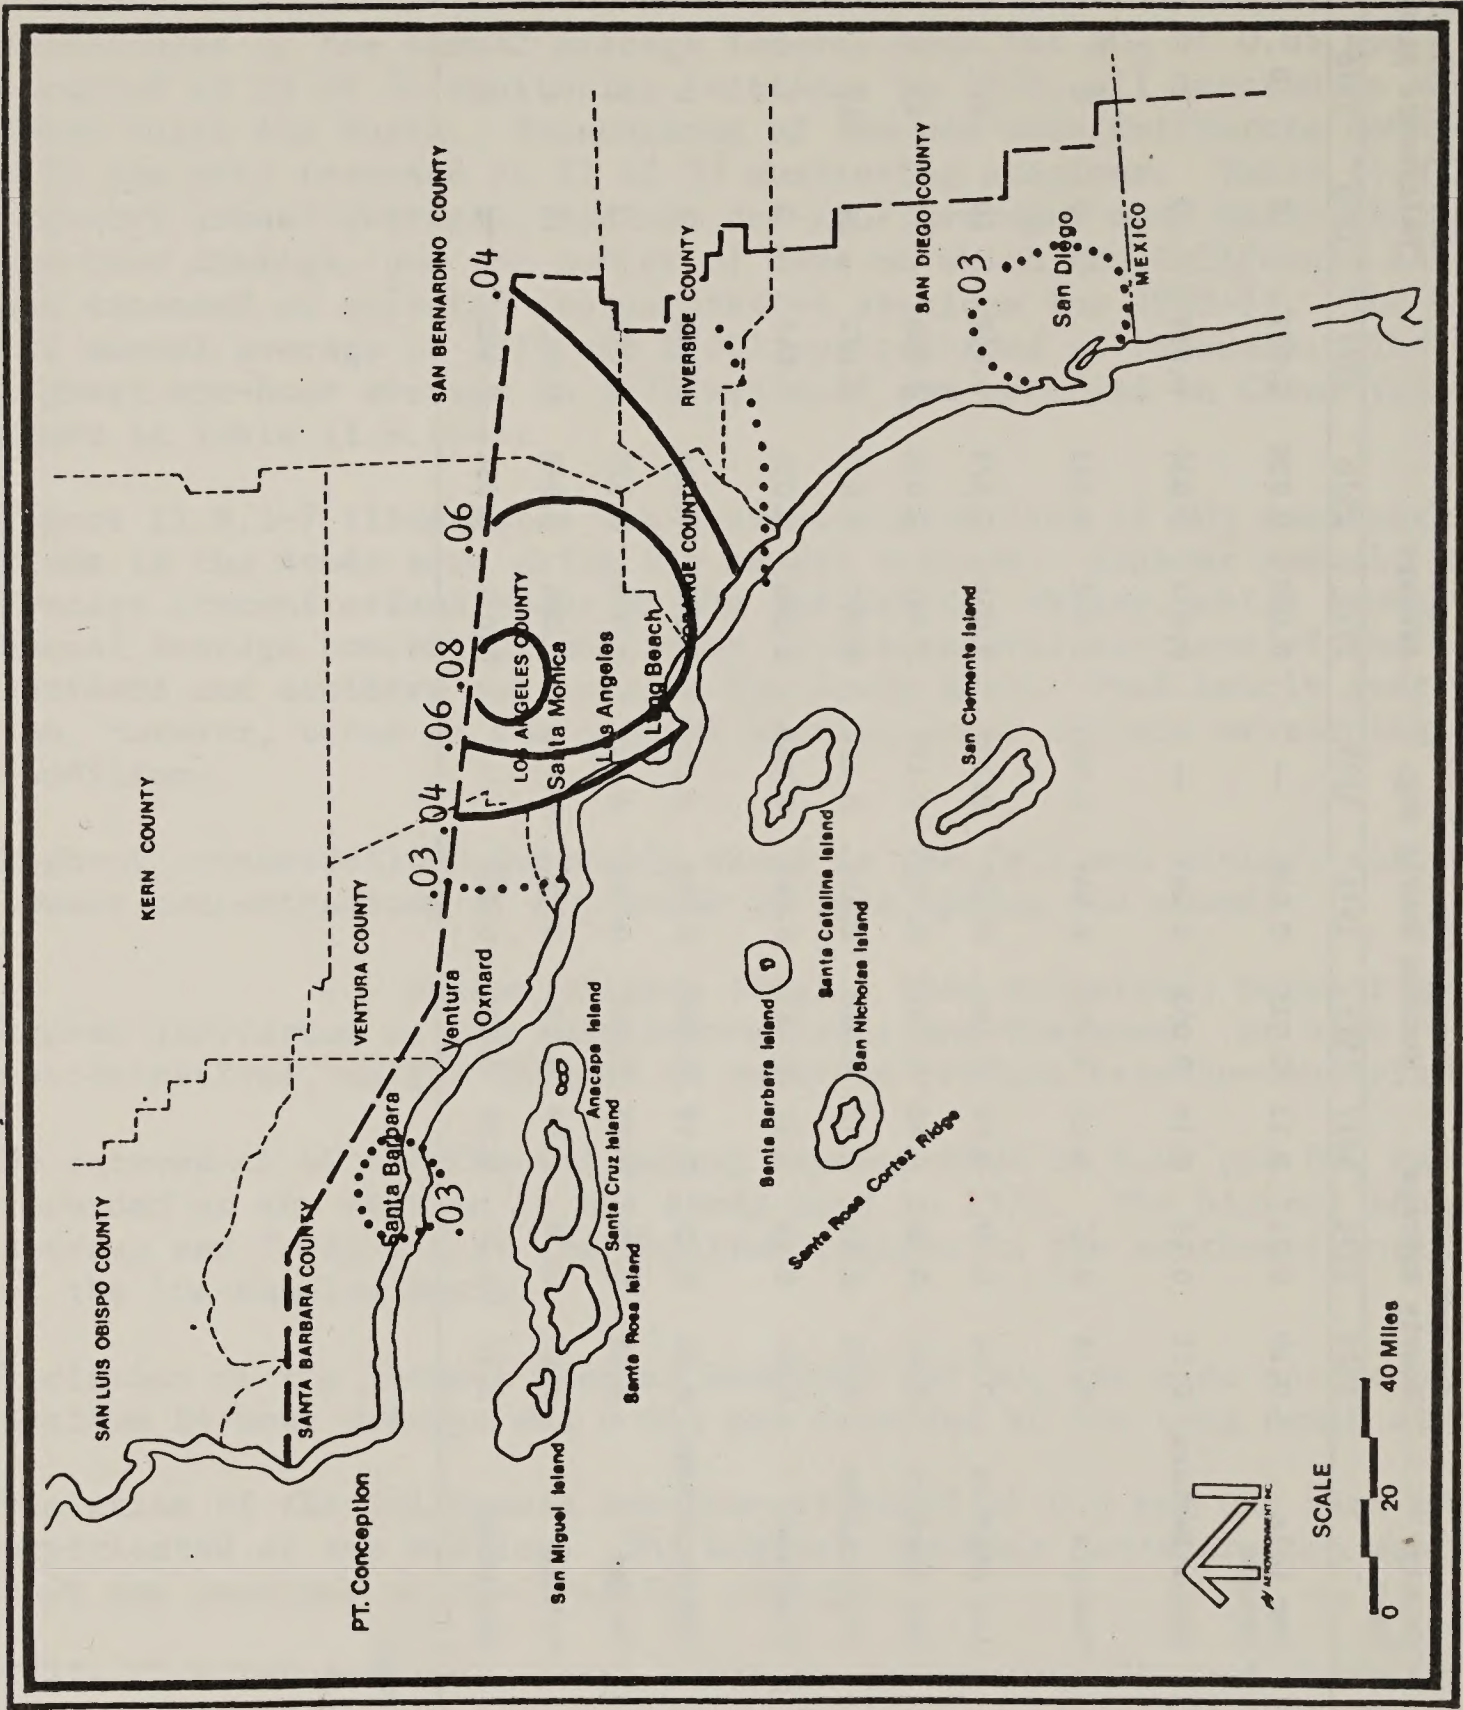 SAN LUIS OBISPO COUNTY
KERN COUNTY
SANTA BARBARA COUNTY
VENTURA COUNTY
SAN BERNARDINO COUNTY
PT. Conception
Santa Barbara
.03
Ventura
Oxnard
.03
.04
.06
.08
.06
.04
LOS ANGELES COUNTY
Santa Monica
Los Angeles
Long Beach
ORANGE COUNTY
RIVERSIDE COUNTY
San Miguel Island
Santa Rosa Island
Santa Cruz Island
Anacapa Island
Santa Barbara Island
Santa Catalina Island
San Nicholas Island
Santa Rosa Cortez Ridge
San Clemente Island
SAN DIEGO COUNTY
.03
San Diego
MEXICO
N
AEROVIRONMENT INC.
SCALE
0 20 40 Miles